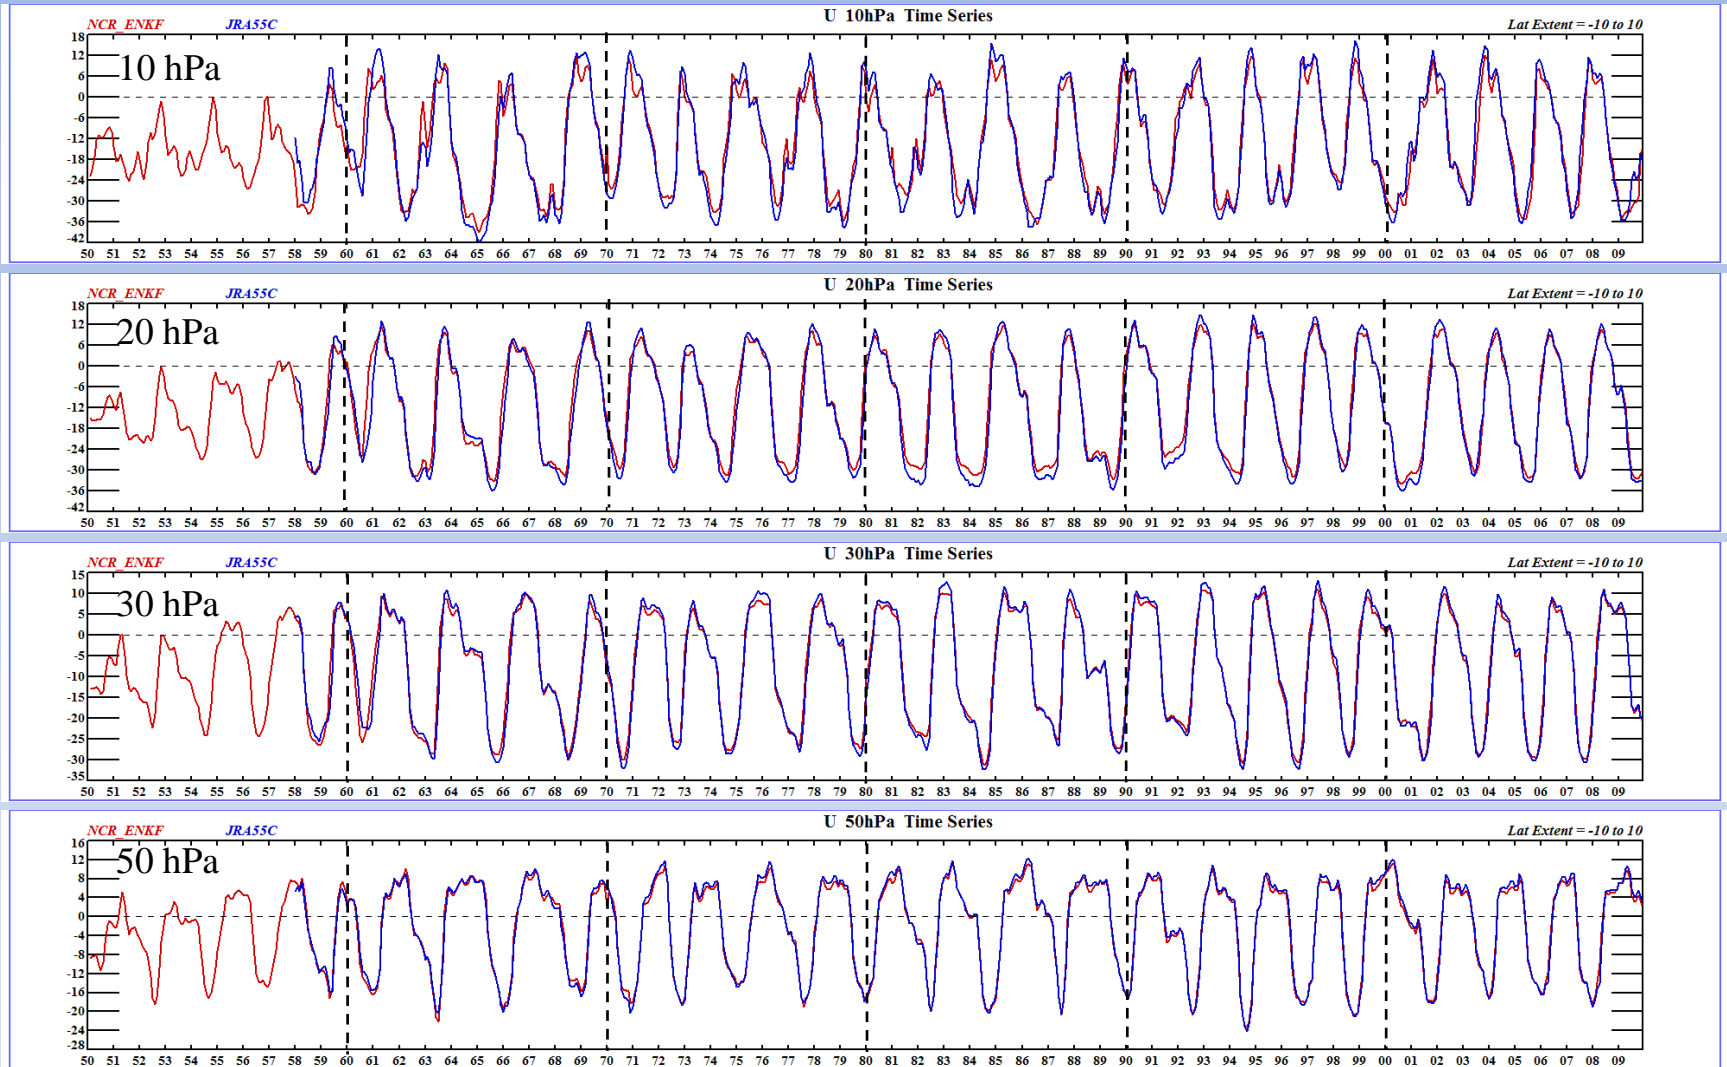 U 10hPa Time Series
NCR_ENKF JRA55C Lat Extent = -10 to 10
10 hPa
18
12
6
0
-6
-12
-18
-24
-30
-36
-42
50 51 52 53 54 55 56 57 58 59 60 61 62 63 64 65 66 67 68 69 70 71 72 73 74 75 76 77 78 79 80 81 82 83 84 85 86 87 88 89 90 91 92 93 94 95 96 97 98 99 00 01 02 03 04 05 06 07 08 09
U 20hPa Time Series
NCR_ENKF JRA55C Lat Extent = -10 to 10
20 hPa
18
12
6
0
-6
-12
-18
-24
-30
-36
-42
50 51 52 53 54 55 56 57 58 59 60 61 62 63 64 65 66 67 68 69 70 71 72 73 74 75 76 77 78 79 80 81 82 83 84 85 86 87 88 89 90 91 92 93 94 95 96 97 98 99 00 01 02 03 04 05 06 07 08 09
U 30hPa Time Series
NCR_ENKF JRA55C Lat Extent = -10 to 10
30 hPa
15
10
5
0
-5
-10
-15
-20
-25
-30
-35
50 51 52 53 54 55 56 57 58 59 60 61 62 63 64 65 66 67 68 69 70 71 72 73 74 75 76 77 78 79 80 81 82 83 84 85 86 87 88 89 90 91 92 93 94 95 96 97 98 99 00 01 02 03 04 05 06 07 08 09
U 50hPa Time Series
NCR_ENKF JRA55C Lat Extent = -10 to 10
50 hPa
16
12
8
4
0
-4
-8
-12
-16
-20
-24
-28
50 51 52 53 54 55 56 57 58 59 60 61 62 63 64 65 66 67 68 69 70 71 72 73 74 75 76 77 78 79 80 81 82 83 84 85 86 87 88 89 90 91 92 93 94 95 96 97 98 99 00 01 02 03 04 05 06 07 08 09